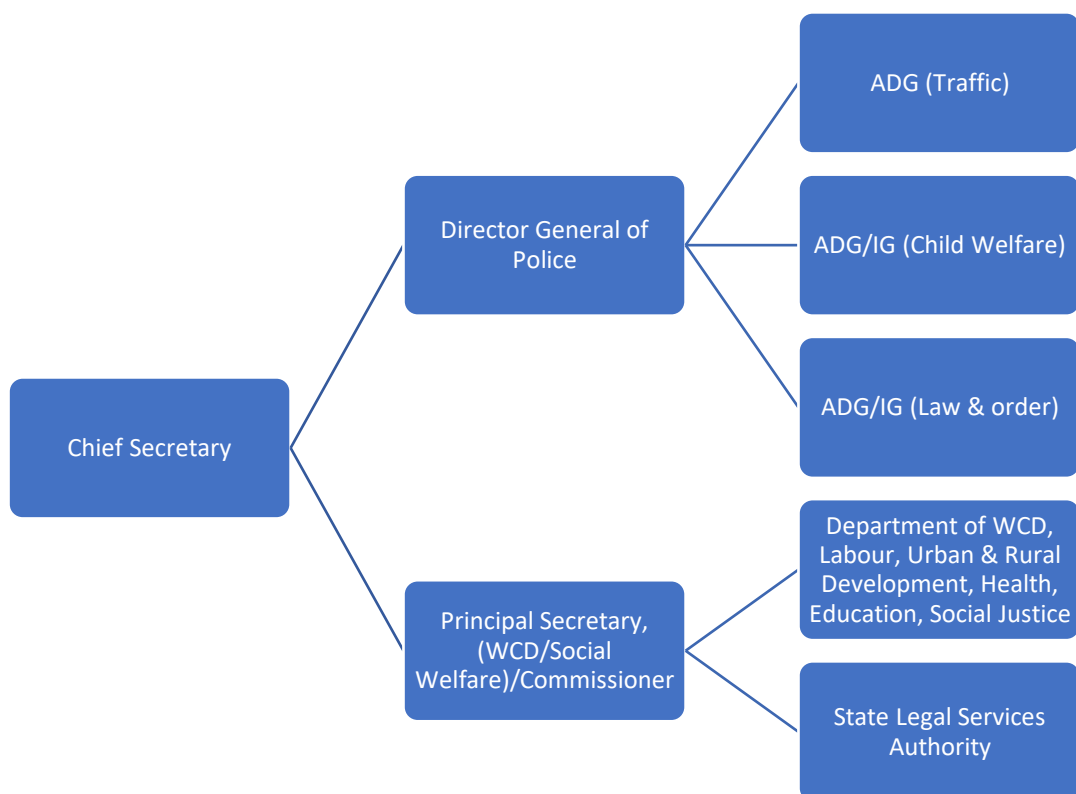 ADG (Traffic)
Director General of
Police
ADG/IG (Child Welfare)
ADG/IG (Law & order)
Chief Secretary
Department of WCD,
Labour, Urban & Rural
Development, Health,
Education, Social Justice
Principal Secretary,
(WCD/Social
Welfare)/Commissioner
State Legal Services
Authority